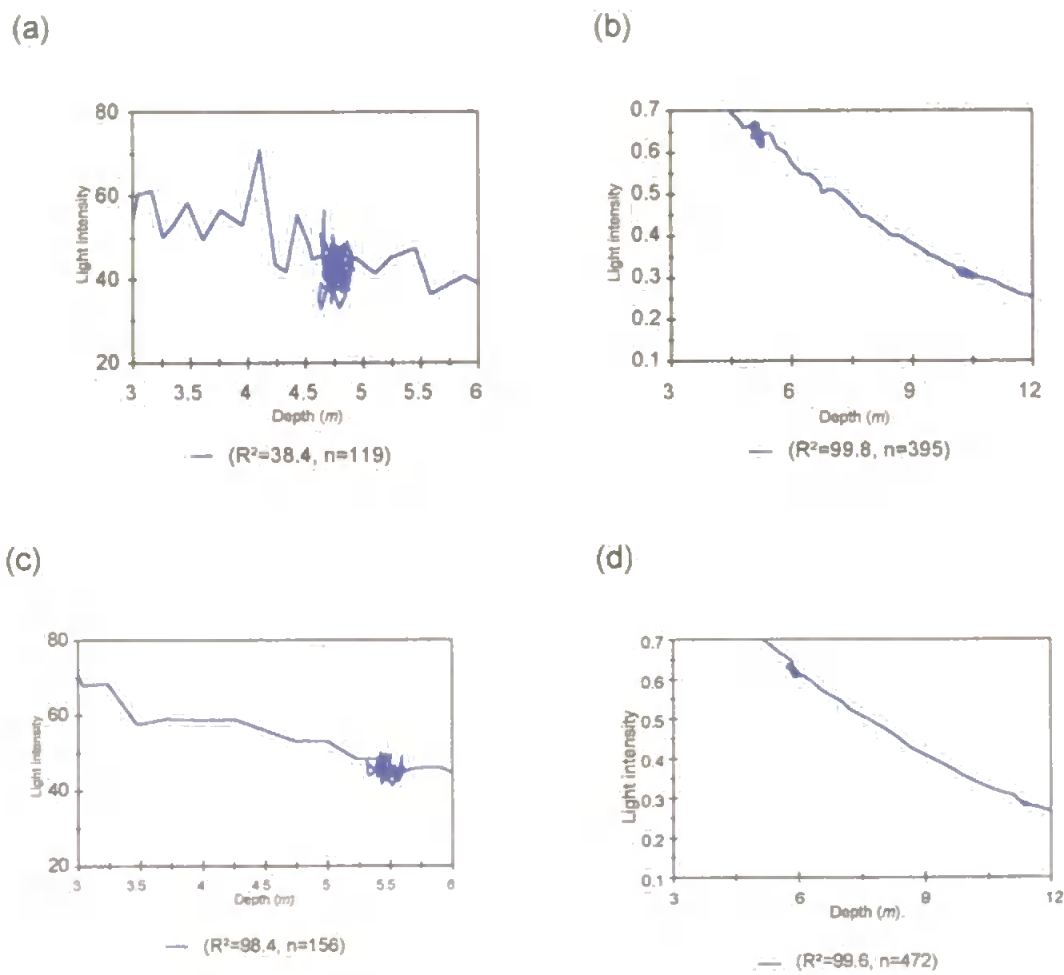 (a)
80
60
40
20
Light intensity
3 3.5 4 4.5 5 5.5 6
Depth (m)
(R²=38.4, n=119)
(b)
0.7
0.6
0.5
0.4
0.3
0.2
0.1
Light intensity
3 6 9 12
Depth (m)
(R²=99.8, n=395)
(c)
80
60
40
20
Light intensity
3 3.5 4 4.5 5 5.5 6
Depth (m)
(R²=98.4, n=156)
(d)
0.7
0.6
0.5
0.4
0.3
0.2
0.1
Light intensity
3 6 9 12
Depth (m).
(R²=99.6, n=472)